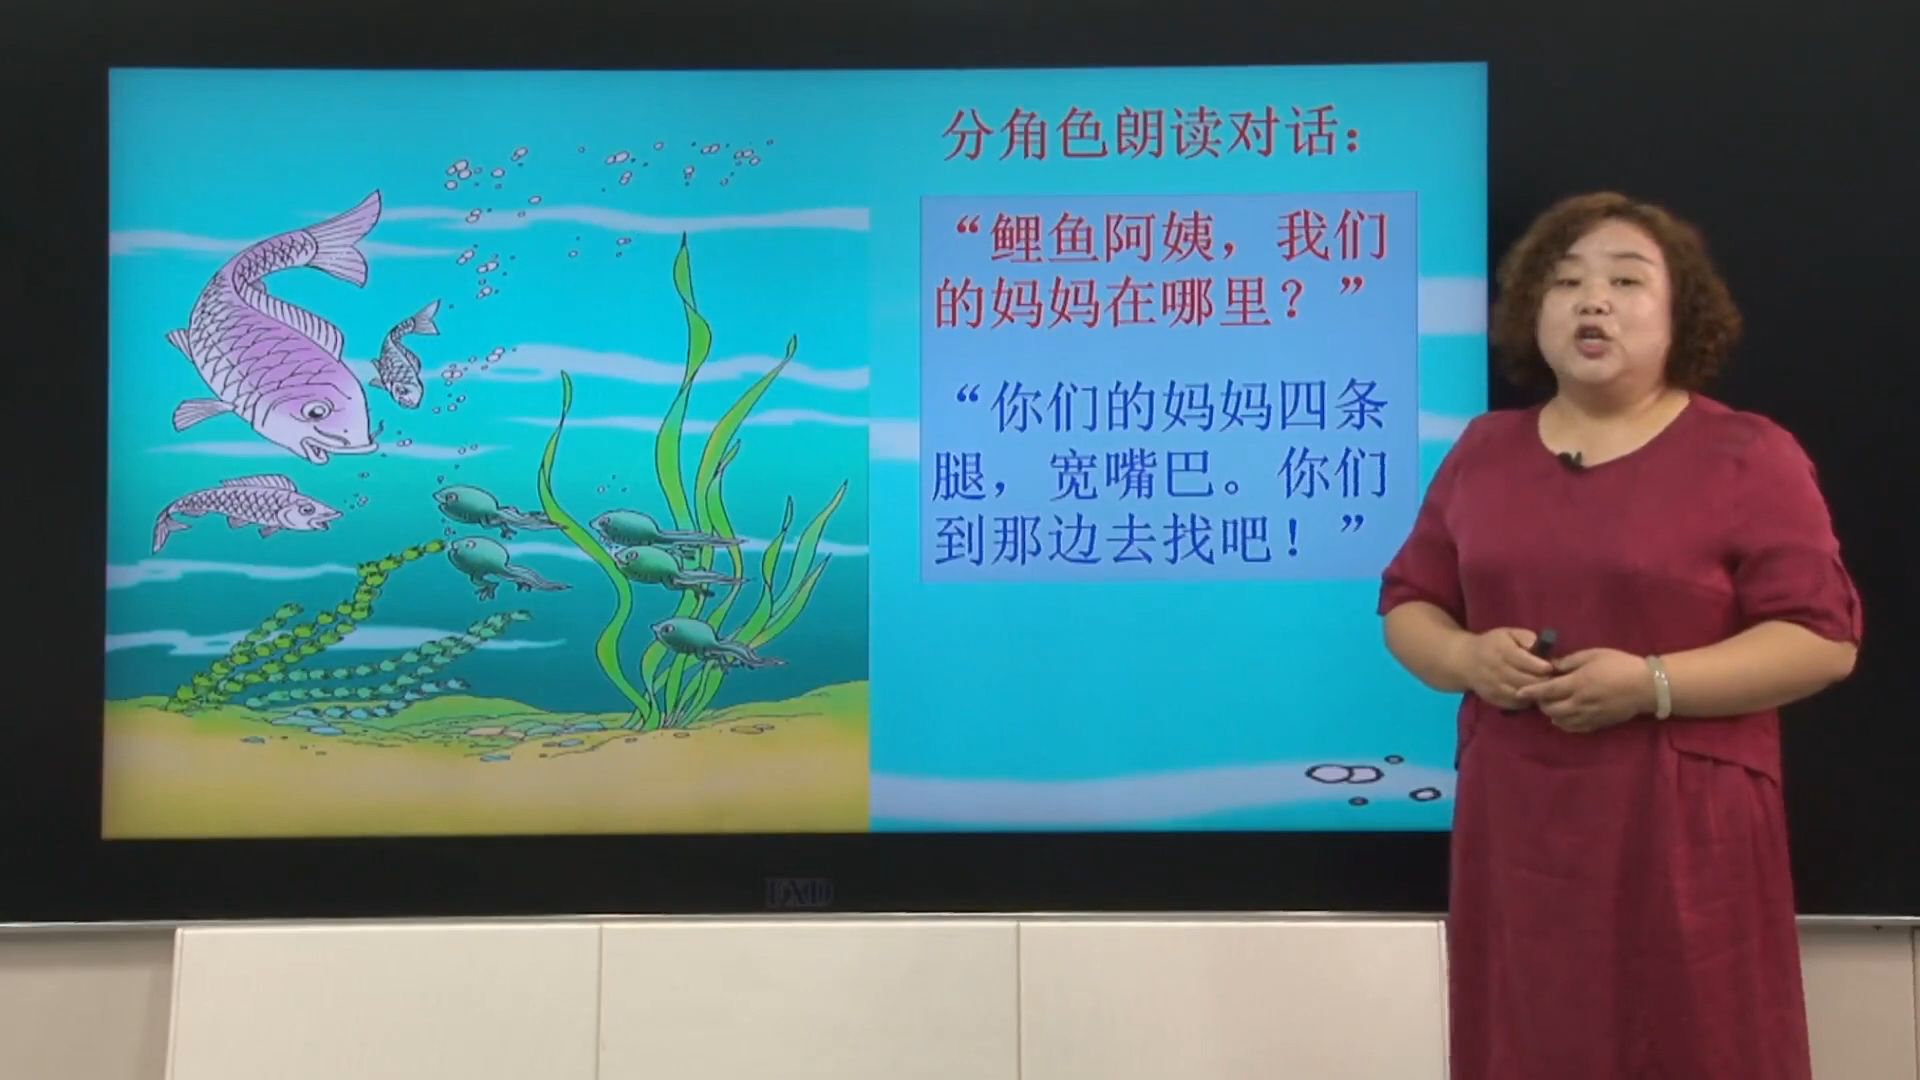 分角色朗读对话：
“鲤鱼阿姨，我们
的妈妈在哪里？”
“你们的妈妈四条
腿，宽嘴巴。你们
到那边去找吧！”